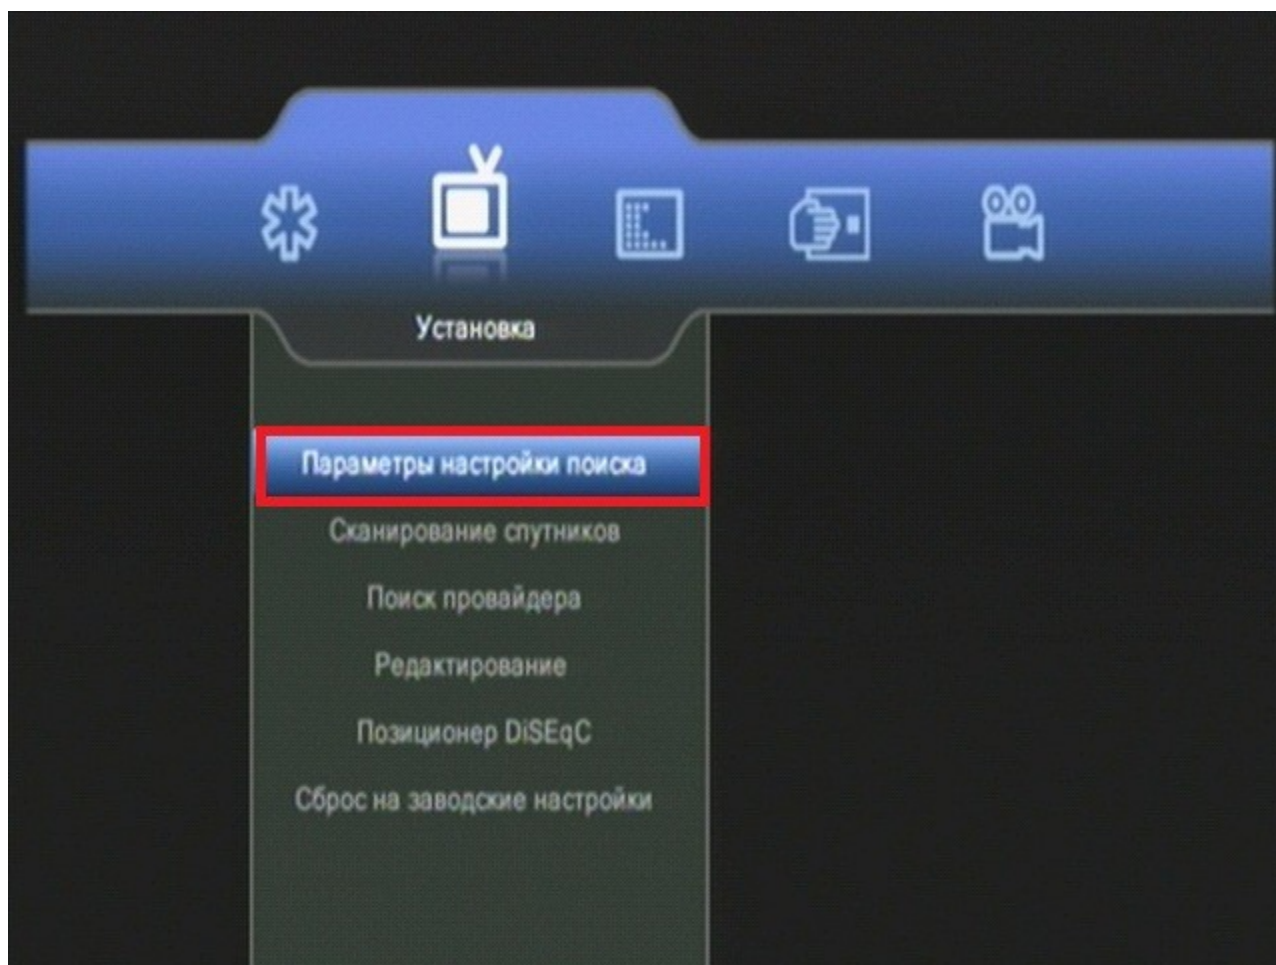 Установка
Параметры настройки поиска
Сканирование спутников
Поиск провайдера
Редактирование
Позиционер DiSEqC
Сброс на заводские настройки